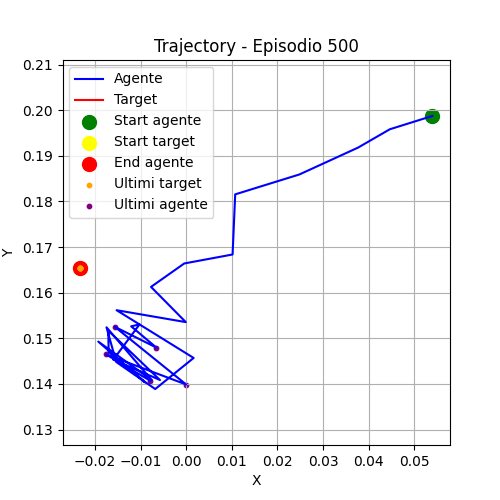 Trajectory - Episodio 500
Agente
Target
Start agente
Start target
End agente
Ultimi target
Ultimi agente
Y
0.21
0.20
0.19
0.18
0.17
0.16
0.15
0.14
0.13
−0.02 −0.01 0.00 0.01 0.02 0.03 0.04 0.05
X